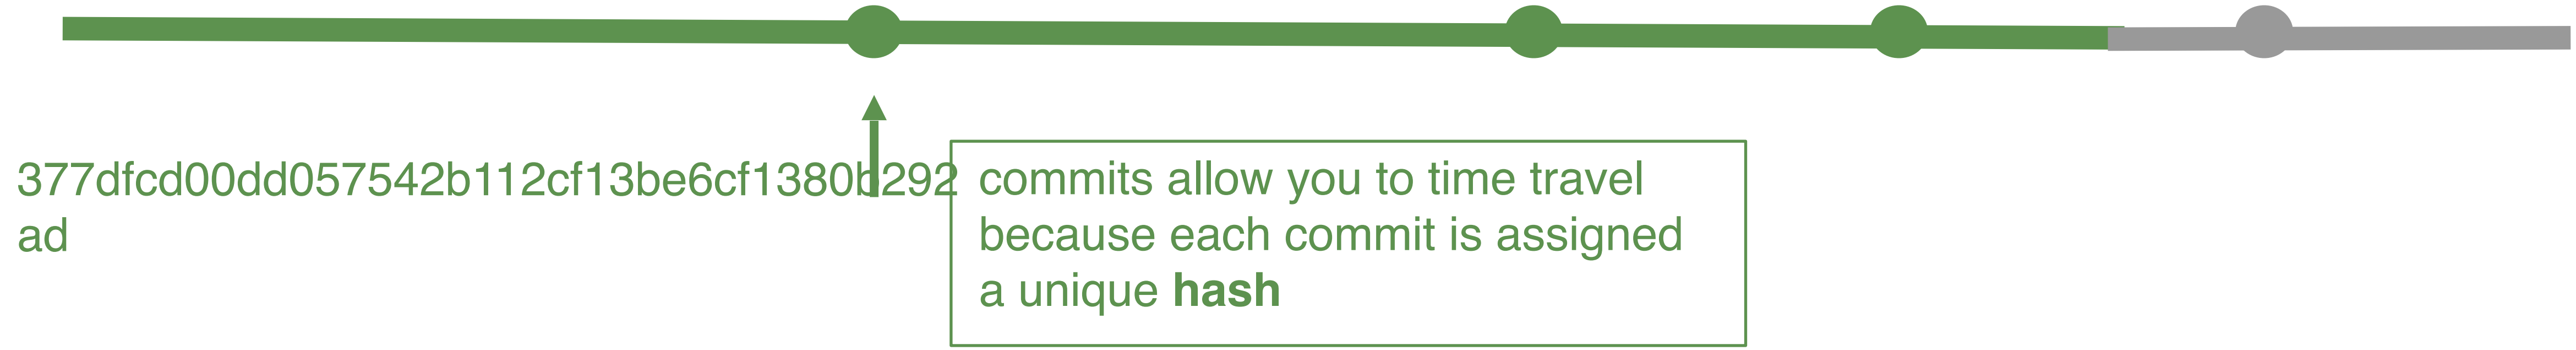 377dfcd00dd057542b112cf13be6cf1380b292
ad
commits allow you to time travel
because each commit is assigned
a unique hash